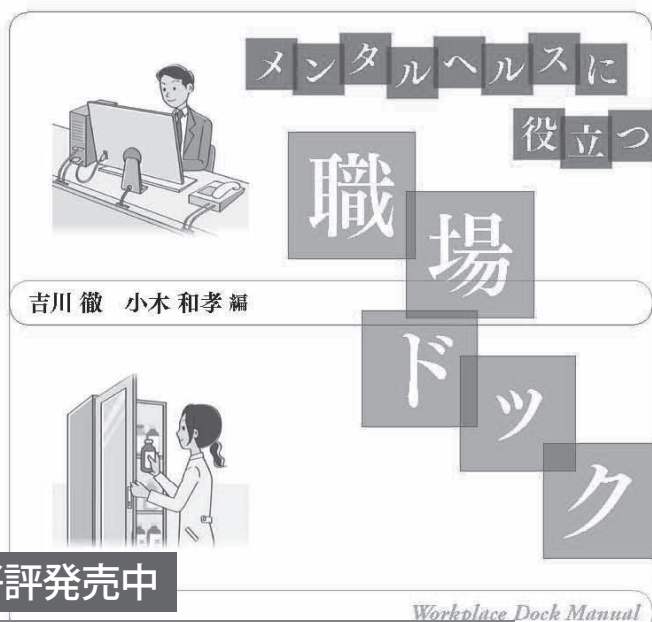 メンタルヘルスに
役立つ
職場
ドック
吉川 徹 小木 和孝 編
評発売中
Workplace Dock Manual